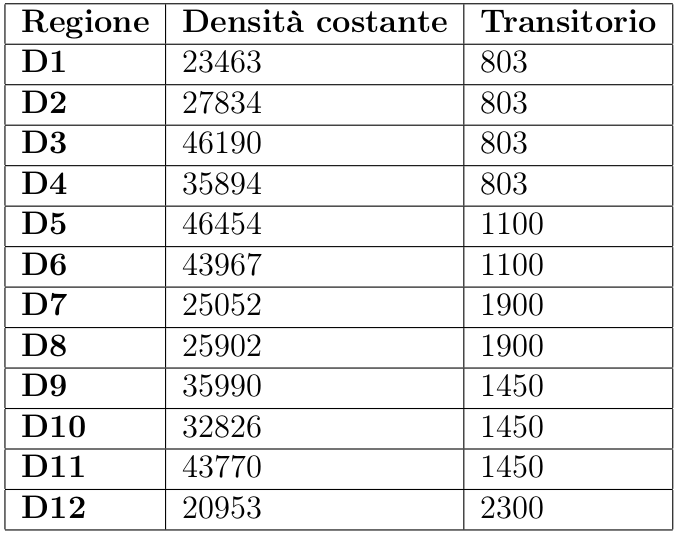 Regione Densità costante Transitorio
D1 23463 803
D2 27834 803
D3 46190 803
D4 35894 803
D5 46454 1100
D6 43967 1100
D7 25052 1900
D8 25902 1900
D9 35990 1450
D10 32826 1450
D11 43770 1450
D12 20953 2300